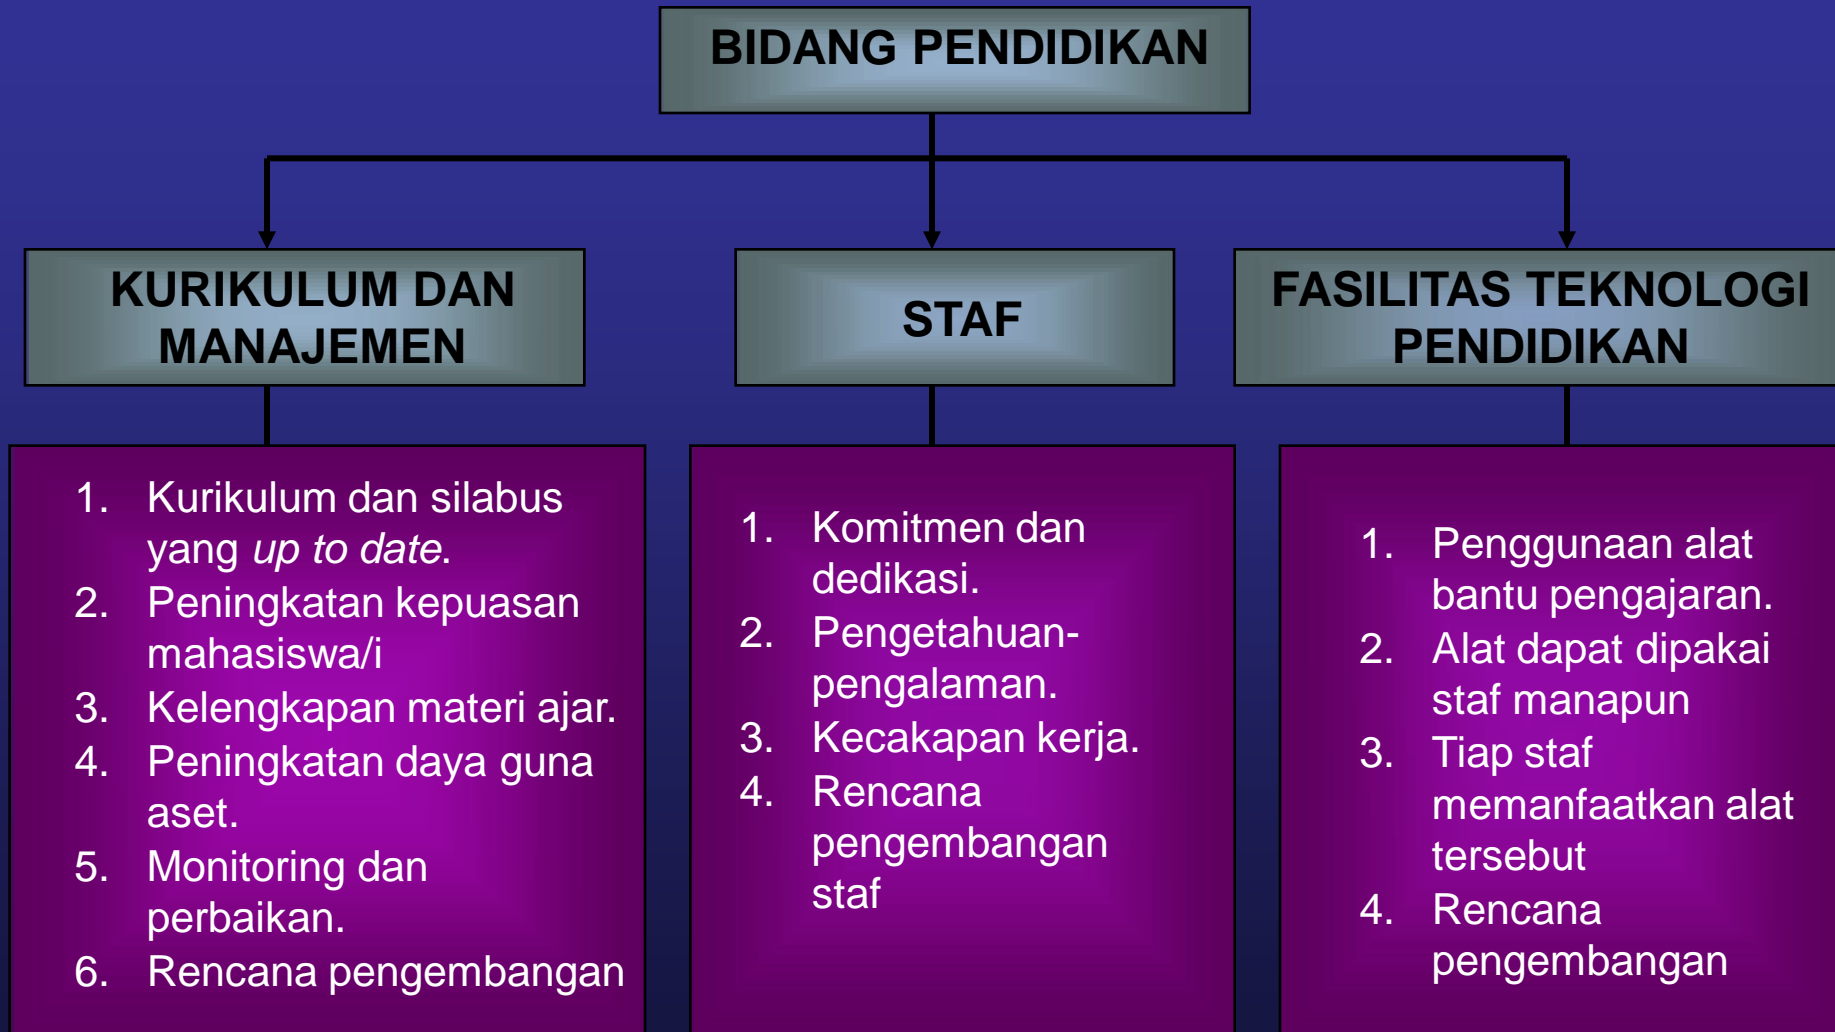 BIDANG PENDIDIKAN
KURIKULUM DAN
MANAJEMEN
1. Kurikulum dan silabus
yang up to date.
2. Peningkatan kepuasan
mahasiswa/i
3. Kelengkapan materi ajar.
4. Peningkatan daya guna
aset.
5. Monitoring dan
perbaikan.
6. Rencana pengembangan
STAF
1. Komitmen dan
dedikasi.
2. Pengetahuan-
pengalaman.
3. Kecakapan kerja.
4. Rencana
pengembangan
staf
FASILITAS TEKNOLOGI
PENDIDIKAN
1. Penggunaan alat
bantu pengajaran.
2. Alat dapat dipakai
staf manapun
3. Tiap staf
memanfaatkan alat
tersebut
4. Rencana
pengembangan